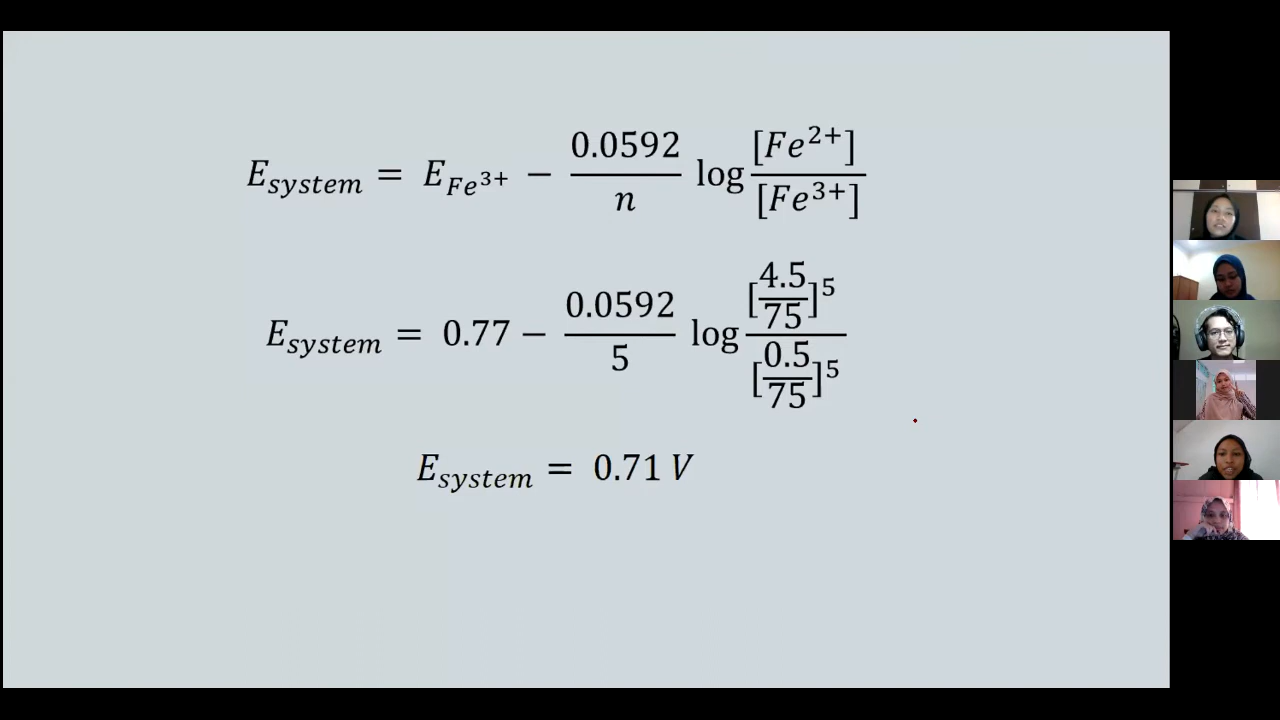 E_system = E_Fe³⁺ − 0.0592/n log [Fe²⁺]/[Fe³⁺]
E_system = 0.77 − 0.0592/5 log [4.5/75]⁵/[0.5/75]⁵
E_system = 0.71 V